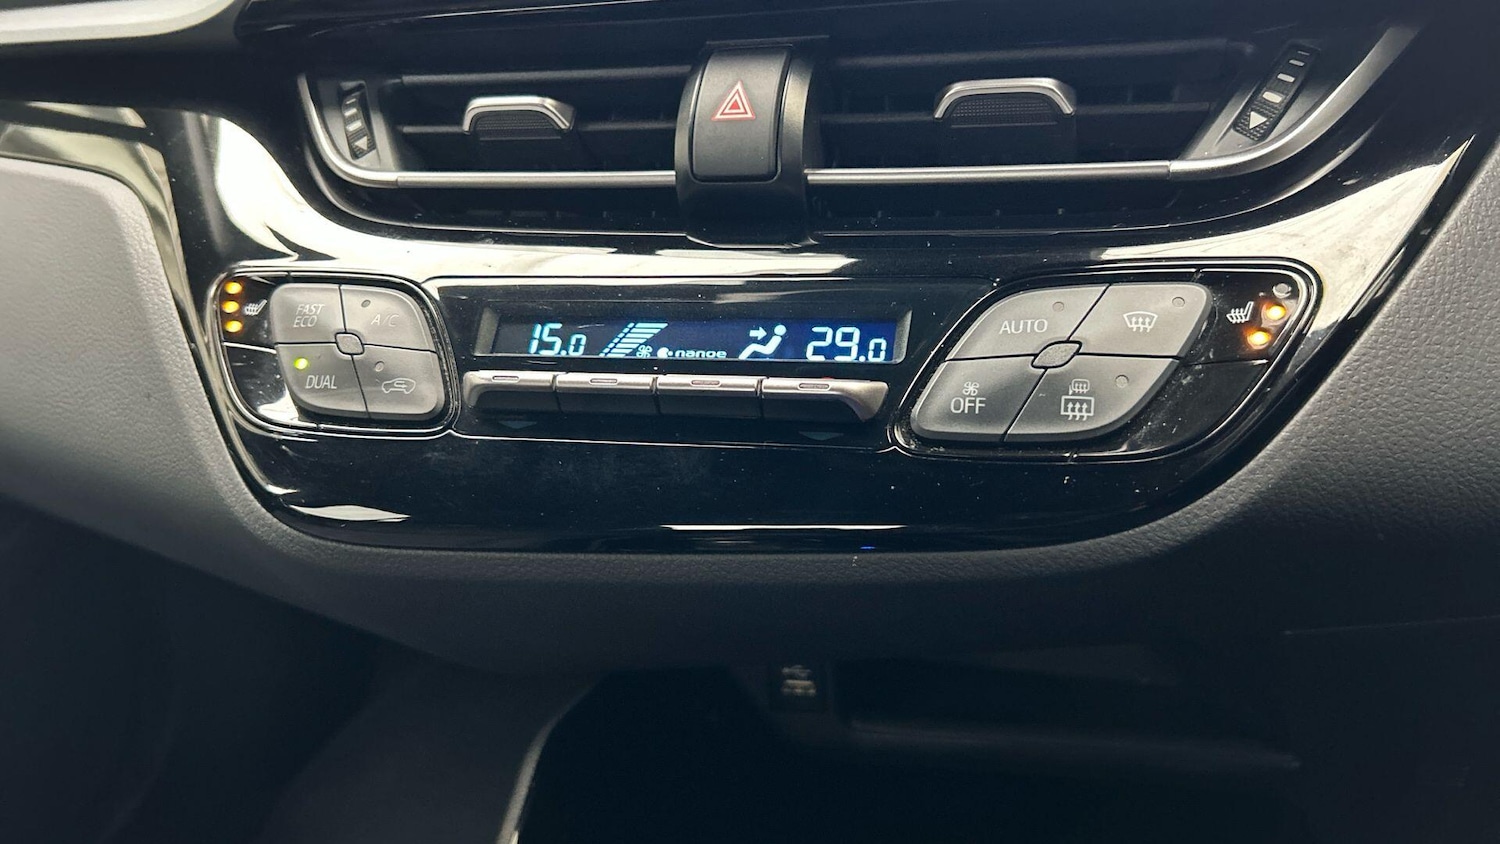 FAST
ECO
A/C
DUAL
15.0
nanoe
29.0
AUTO
OFF